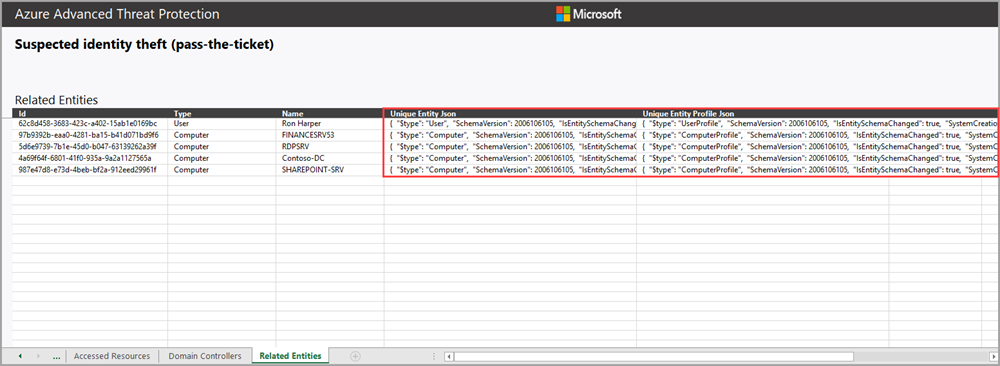 Azure Advanced Threat Protection Microsoft
Suspected identity theft (pass-the-ticket)
Related Entities
Id Type Name Unique Entity Json Unique Entity Profile Json
62c8d458-3683-423c-a402-15ab1e0169bc User Ron Harper { "$type": "User", "SchemaVersion": 2006106105, "IsEntitySchemaChang { "$type": "UserProfile", "SchemaVersion": 2006106105, "IsEntitySchemaChanged": true, "SystemCreatio
97b9392b-eaa0-4281-ba15-b41d071bd9f6 Computer FINANCESRV53 { "$type": "Computer", "SchemaVersion": 2006106105, "IsEntitySchemaC { "$type": "ComputerProfile", "SchemaVersion": 2006106105, "IsEntitySchemaChanged": true, "SystemC
5d6e9739-7b1e-45d0-b047-63139262a39f Computer RDPSRV { "$type": "Computer", "SchemaVersion": 2006106105, "IsEntitySchemaC { "$type": "ComputerProfile", "SchemaVersion": 2006106105, "IsEntitySchemaChanged": true, "SystemC
4a69f64f-6801-41f0-935a-9a2a1127565a Computer Contoso-DC { "$type": "Computer", "SchemaVersion": 2006106105, "IsEntitySchemaC { "$type": "ComputerProfile", "SchemaVersion": 2006106105, "IsEntitySchemaChanged": true, "SystemC
987e47d8-e73d-4beb-bf2a-912eed29961f Computer SHAREPOINT-SRV { "$type": "Computer", "SchemaVersion": 2006106105, "IsEntitySchemaC { "$type": "ComputerProfile", "SchemaVersion": 2006106105, "IsEntitySchemaChanged": true, "SystemC
... Accessed Resources Domain Controllers Related Entities